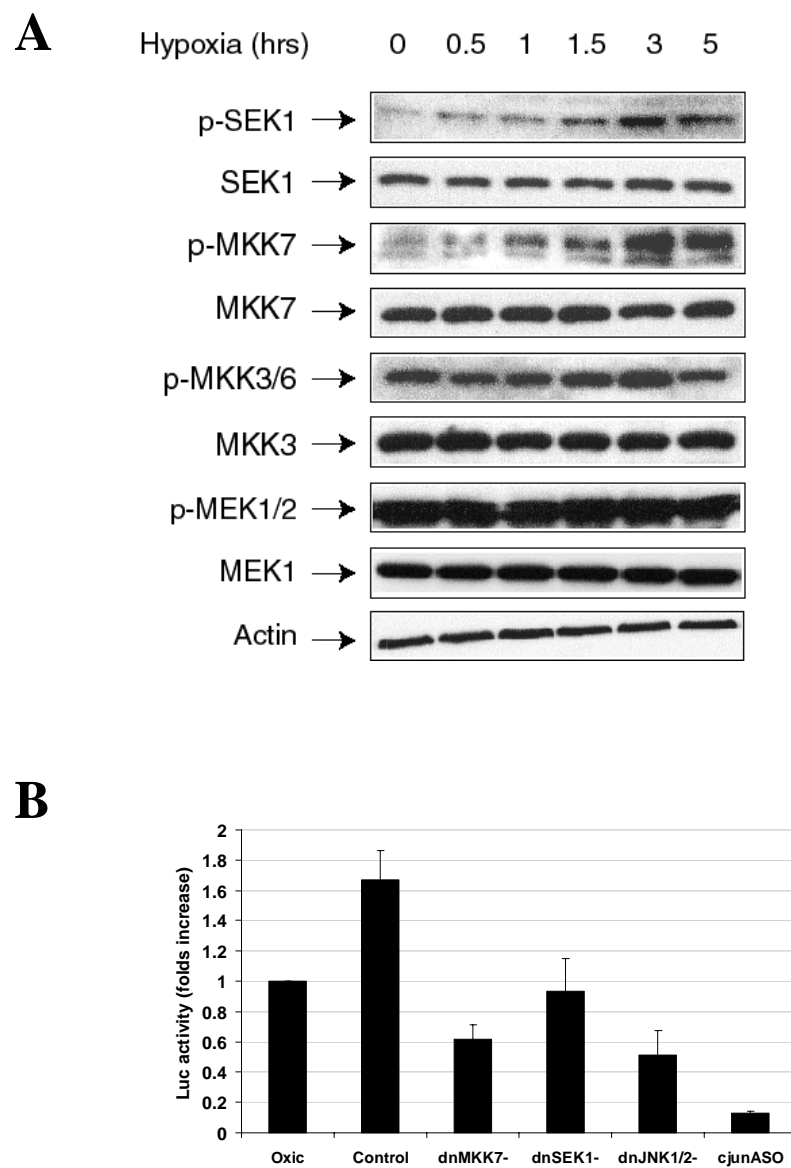 A
Hypoxia (hrs) 0 0.5 1 1.5 3 5
p-SEK1
SEK1
p-MKK7
MKK7
p-MKK3/6
MKK3
p-MEK1/2
MEK1
Actin
B
Luc activity (folds increase)
2
1.8
1.6
1.4
1.2
1
0.8
0.6
0.4
0.2
0
Oxic Control dnMKK7- dnSEK1- dnJNK1/2- cjunASO